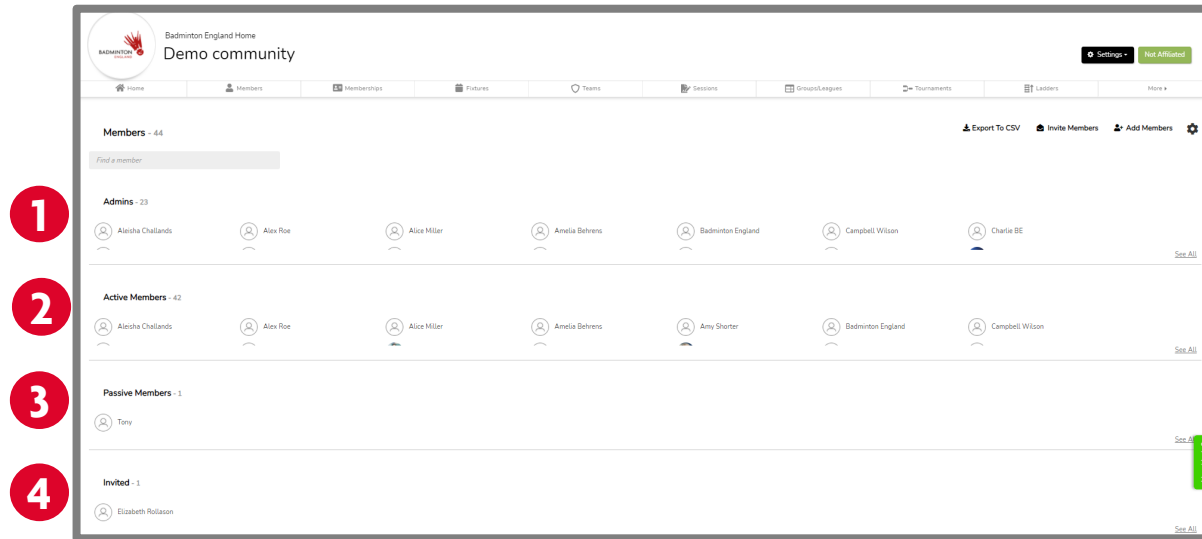 Badminton England Home
BADMINTON
ENGLAND
Demo community
Settings
Not Affiliated
Home
Members
Memberships
Fixtures
Teams
Sessions
Groups/Leagues
Tournaments
Ladders
More
Members - 44
Export To CSV
Invite Members
Add Members
Find a member
1
Admins - 23
Aleisha Challands
Alex Roe
Alice Miller
Amelia Behrens
Badminton England
Campbell Wilson
Charlie BE
See All
2
Active Members - 42
Aleisha Challands
Alex Roe
Alice Miller
Amelia Behrens
Amy Shorter
Badminton England
Campbell Wilson
See All
3
Passive Members - 1
Tony
See A
4
Invited - 1
Elizabeth Rollason
See All